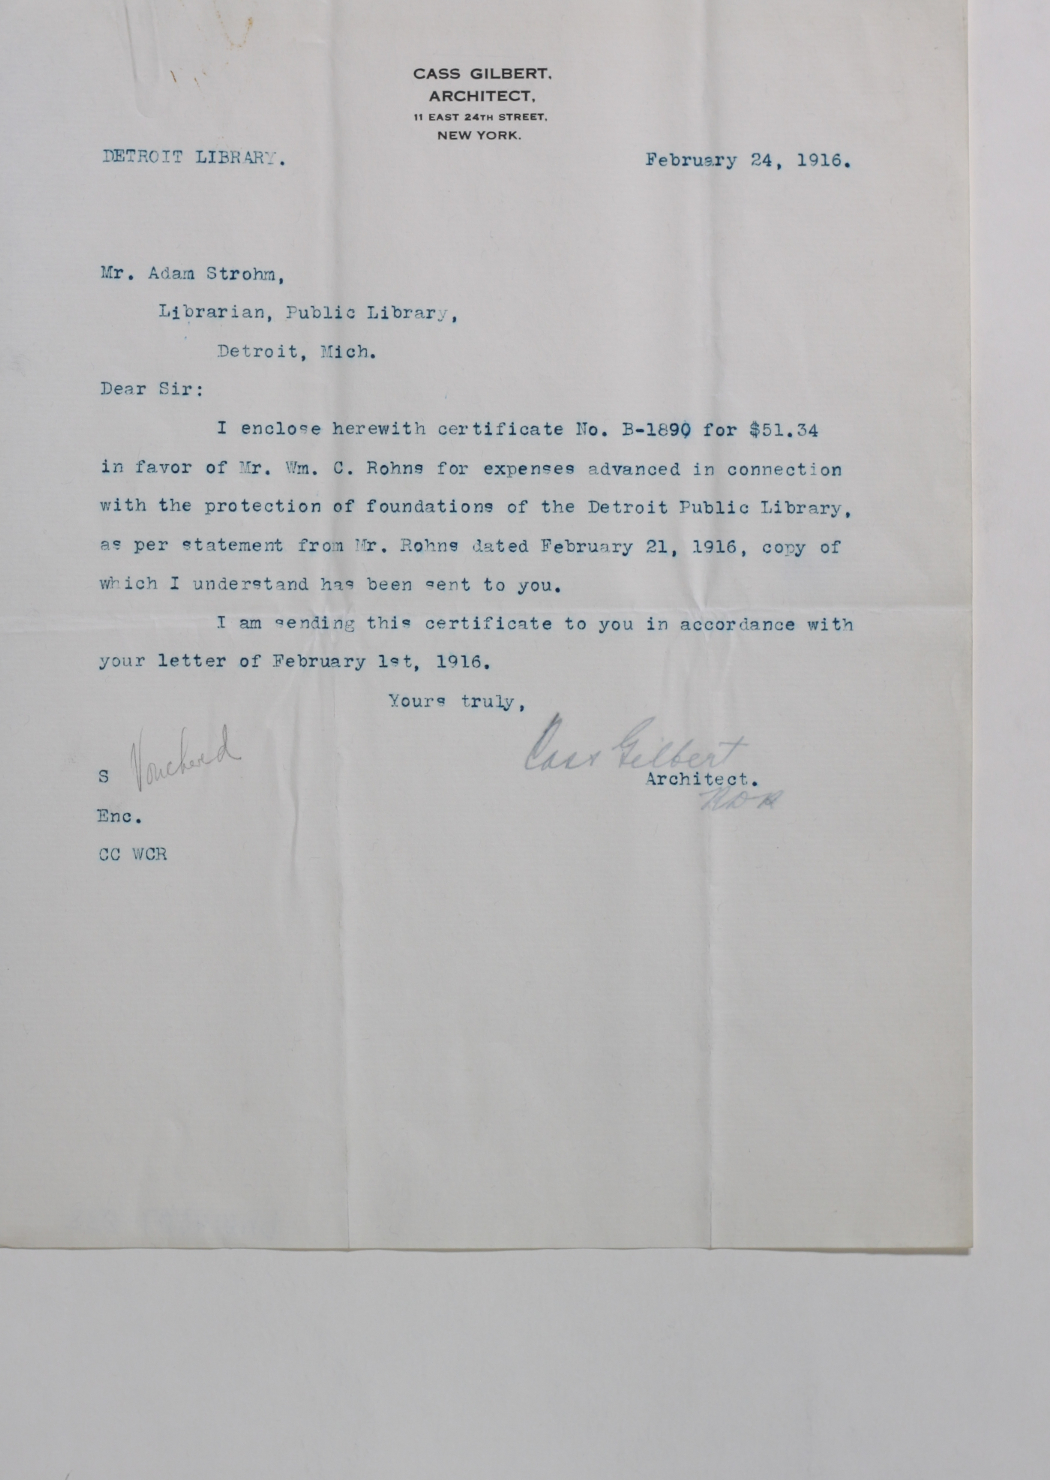 CASS GILBERT,
ARCHITECT,
11 EAST 24TH STREET,
NEW YORK.
DETROIT LIBRARY. February 24, 1916.
Mr. Adam Strohm,
Librarian, Public Library,
Detroit, Mich.
Dear Sir:
I enclose herewith certificate No. B-1890 for $51.34
in favor of Mr. Wm. C. Rohns for expenses advanced in connection
with the protection of foundations of the Detroit Public Library,
as per statement from Mr. Rohns dated February 21, 1916, copy of
which I understand has been sent to you.
I am sending this certificate to you in accordance with
your letter of February 1st, 1916.
Yours truly,
Cass Gilbert
S Vouchered
Architect.
Enc.
CC WCR